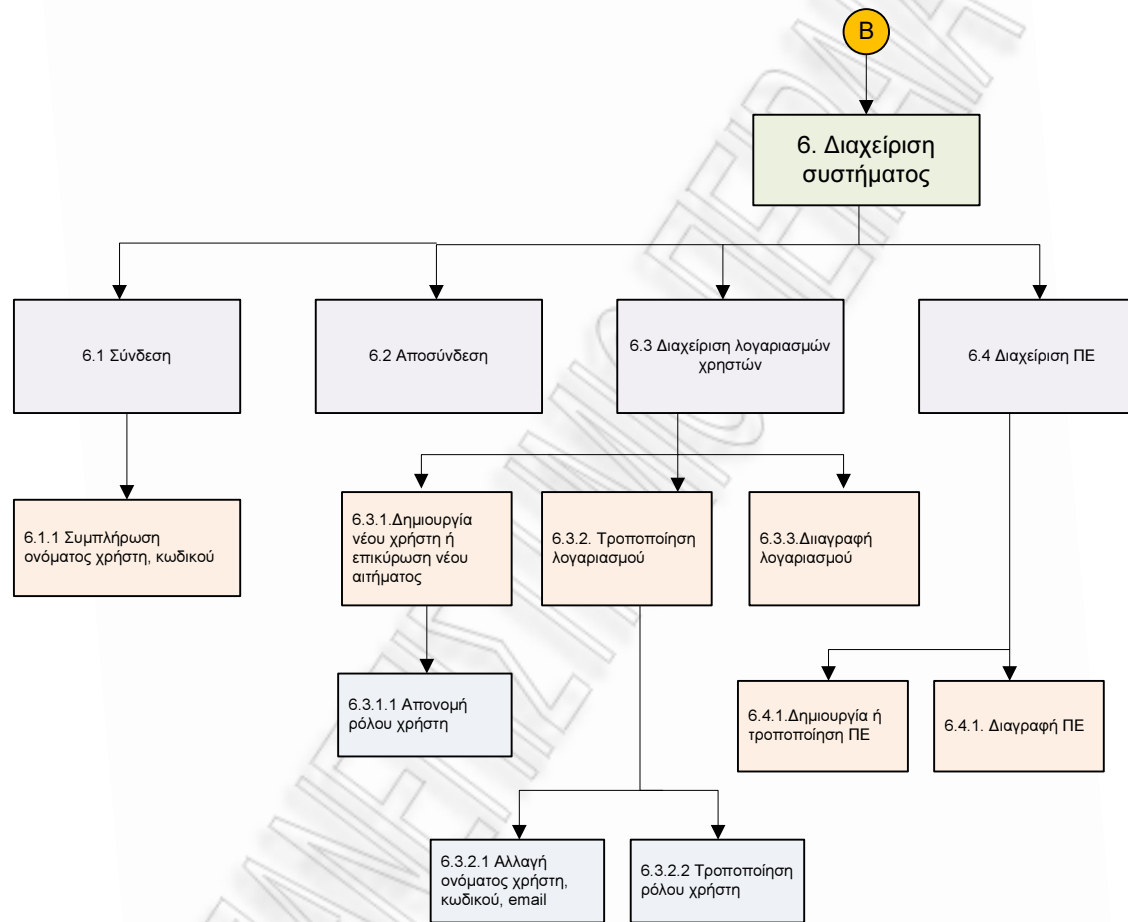 B
6. Διαχείριση
συστήματος
6.1 Σύνδεση
6.2 Αποσύνδεση
6.3 Διαχείριση λογαριασμών
χρηστών
6.4 Διαχείριση ΠΕ
6.1.1 Συμπλήρωση
ονόματος χρήστη, κωδικού
6.3.1.Δημιουργία
νέου χρήστη ή
επικύρωση νέου
αιτήματος
6.3.2. Τροποποίηση
λογαριασμού
6.3.3.Διιαγραφή
λογαριασμού
6.3.1.1 Απονομή
ρόλου χρήστη
6.4.1.Δημιουργία ή
τροποποίηση ΠΕ
6.4.1. Διαγραφή ΠΕ
6.3.2.1 Αλλαγή
ονόματος χρήστη,
κωδικού, email
6.3.2.2 Τροποποίηση
ρόλου χρήστη